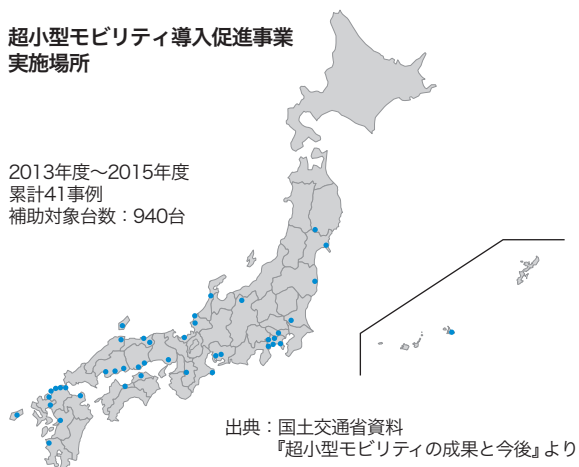 超小型モビリティ導入促進事業
実施場所
2013年度〜2015年度
累計41事例
補助対象台数：940台
出典：国土交通省資料
『超小型モビリティの成果と今後』より